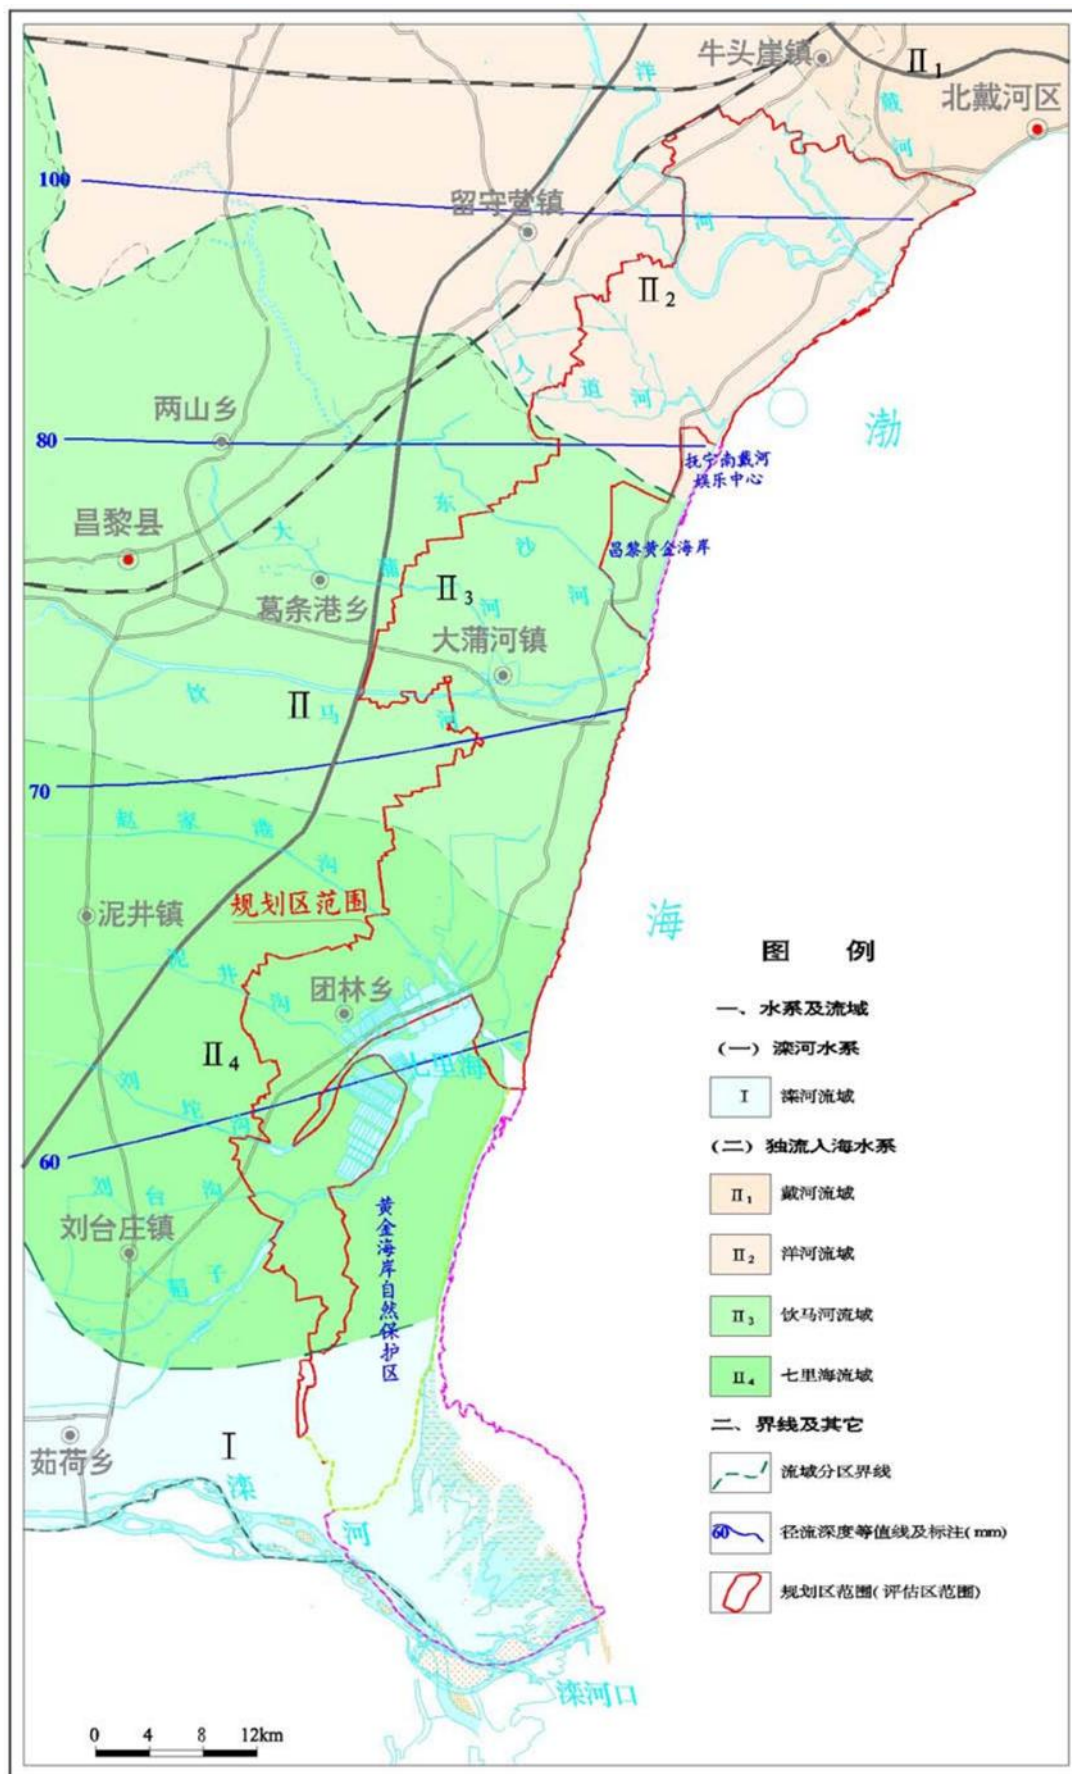 牛头崖镇
Ⅱ1
北戴河区
洋
河
戴
河
100
留守营镇
Ⅱ2
人
道
河
两山乡
80
渤
抚宁南戴河
娱乐中心
昌黎县
东
沙
河
大
蒲
河
昌黎黄金海岸
Ⅱ3
葛条港乡
大蒲河镇
饮
马
河
Ⅱ
70
赵
家
港
沟
规划区范围
泥井镇
海
泥
井
沟
团林乡
七里海
Ⅱ4
刘
坨
沟
60
刘
台
沟
刘台庄镇
稻
子
黄金海岸自然保护区
茹荷乡
Ⅰ
滦
河
滦河口
图 例
一、水系及流域
(一) 滦河水系
Ⅰ 滦河流域
(二) 独流入海水系
Ⅱ1 戴河流域
Ⅱ2 洋河流域
Ⅱ3 饮马河流域
Ⅱ4 七里海流域
二、界线及其它
流域分区界线
60 径流深度等值线及标注(mm)
规划区范围(评估区范围)
0 4 8 12km